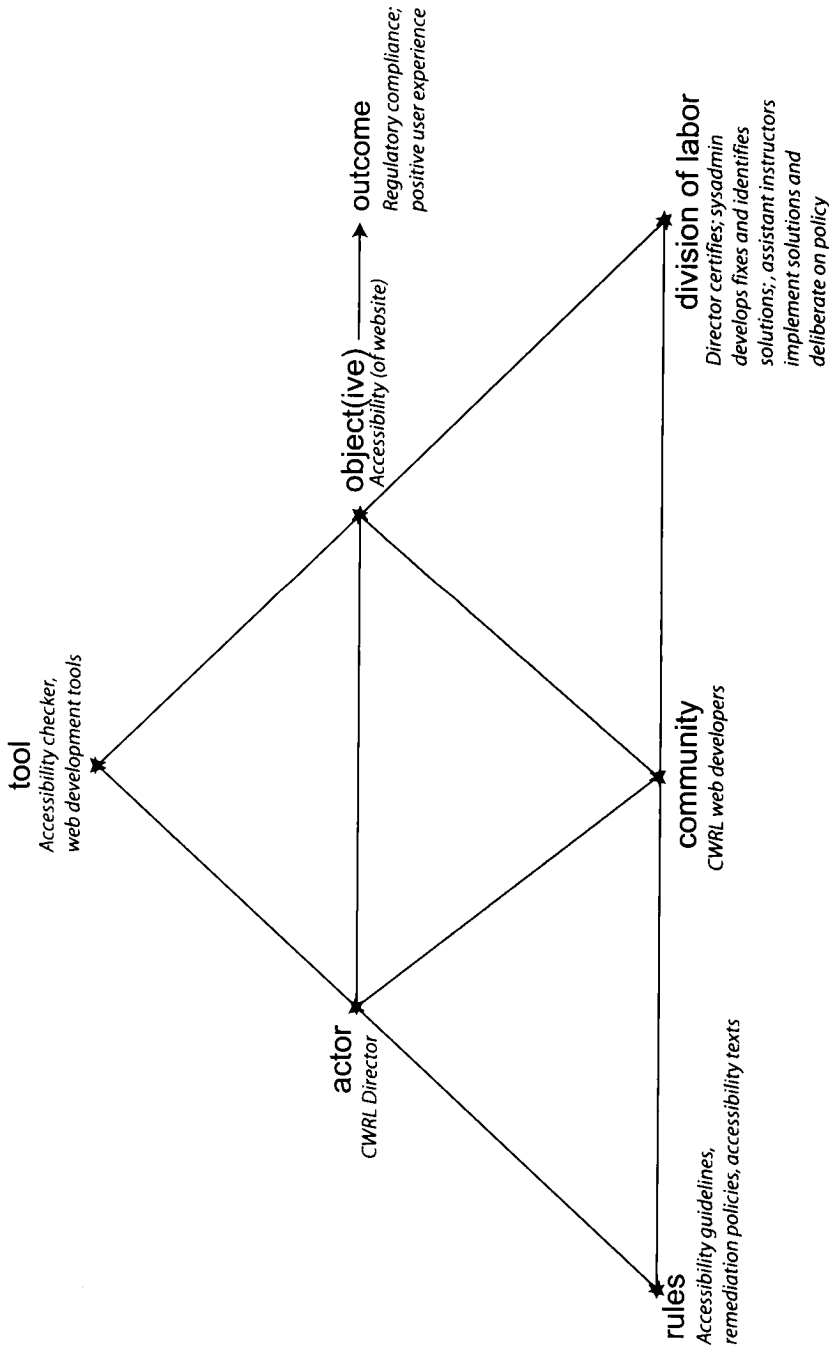 tool
Accessibility checker,
web development tools
actor
CWRL Director
object(ive)
Accessibility (of website)
outcome
Regulatory compliance;
positive user experience
rules
Accessibility guidelines,
remediation policies, accessibility texts
community
CWRL web developers
division of labor
Director certifies; sysadmin
develops fixes and identifies
solutions;, assistant instructors
implement solutions and
deliberate on policy